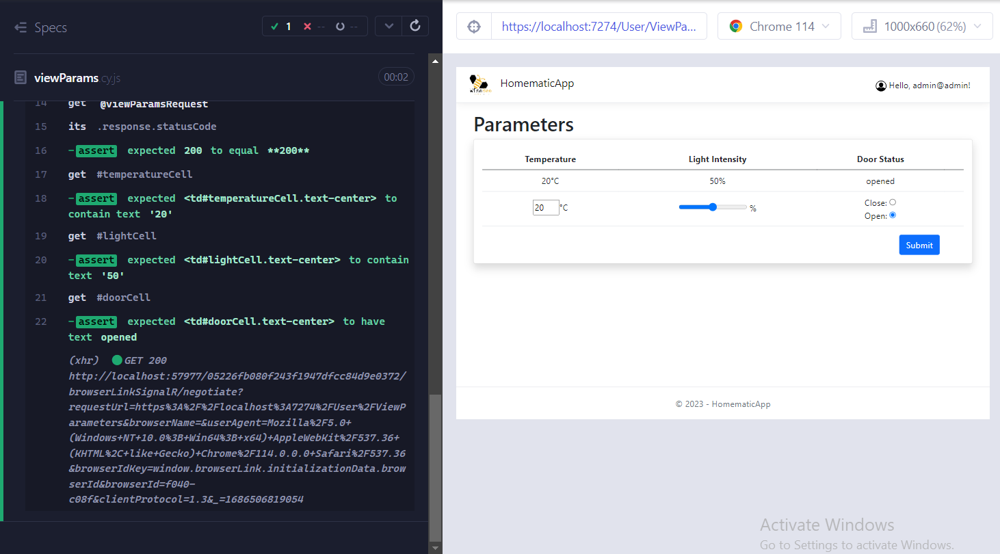 Specs
1 -- --
viewParams.cy.js
00:02
14 get @viewParamsRequest
15 its .response.statusCode
16 -assert expected 200 to equal **200**
17 get #temperatureCell
18 -assert expected <td#temperatureCell.text-center> to
contain text '20'
19 get #lightCell
20 -assert expected <td#lightCell.text-center> to contain
text '50'
21 get #doorCell
22 -assert expected <td#doorCell.text-center> to have
text opened
(xhr) GET 200
http://localhost:57977/05226fb080f243f1947dfcc84d9e0372/
browserLinkSignalR/negotiate?
requestUrl=https%3A%2F%2Flocalhost%3A7274%2FUser%2FViewP
arameters&browserName=&userAgent=Mozilla%2F5.0+
(Windows+NT+10.0%3B+Win64%3B+x64)+AppleWebKit%2F537.36+
(KHTML%2C+like+Gecko)+Chrome%2F114.0.0.0+Safari%2F537.36
&browserIdKey=window.browserLink.initializationData.brow
serId&browserId=f040-
c08f&clientProtocol=1.3&_=1686506819054
https://localhost:7274/User/ViewPa...
Chrome 114
1000x660 (62%)
HomematicApp
Hello, admin@admin!
Parameters
Temperature Light Intensity Door Status
20°C 50% opened
20 °C % Close:
Open:
Submit
© 2023 - HomematicApp
Activate Windows
Go to Settings to activate Windows.